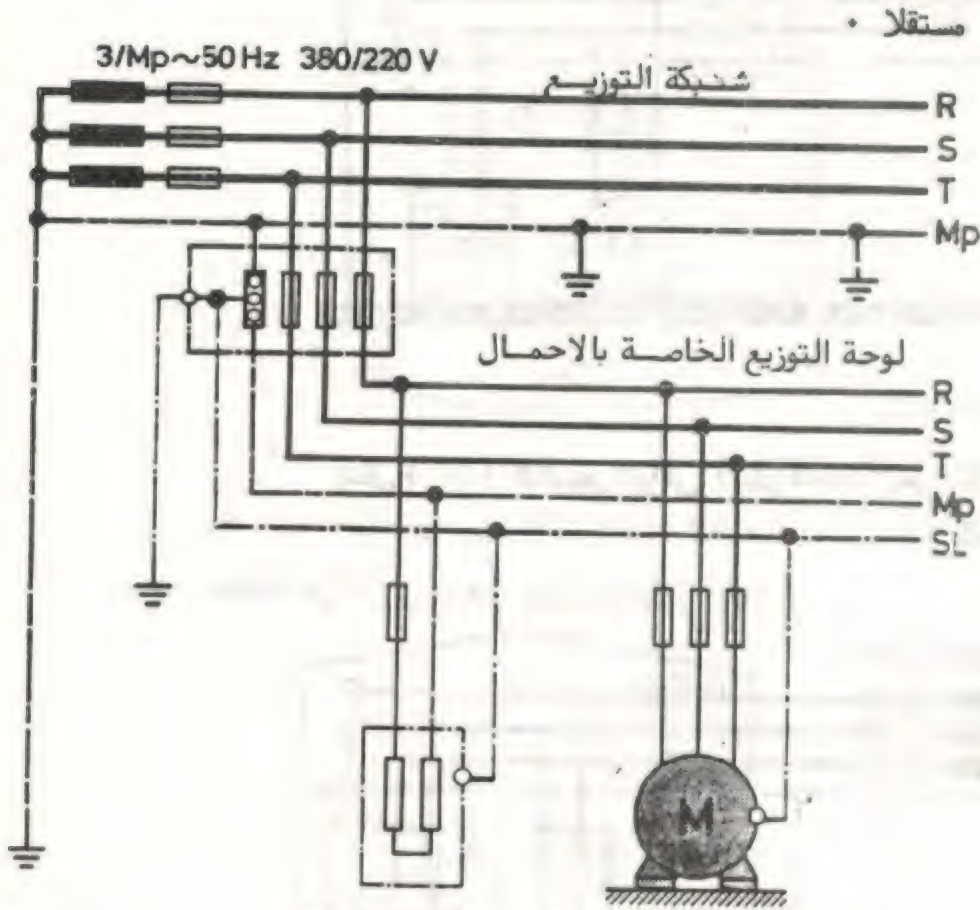 مستقلا •
3/Mp~50 Hz 380/220 V
شبكة التوزيع
R
S
T
Mp
لوحة التوزيع الخاصة بالاحمال
R
S
T
Mp
SL
M